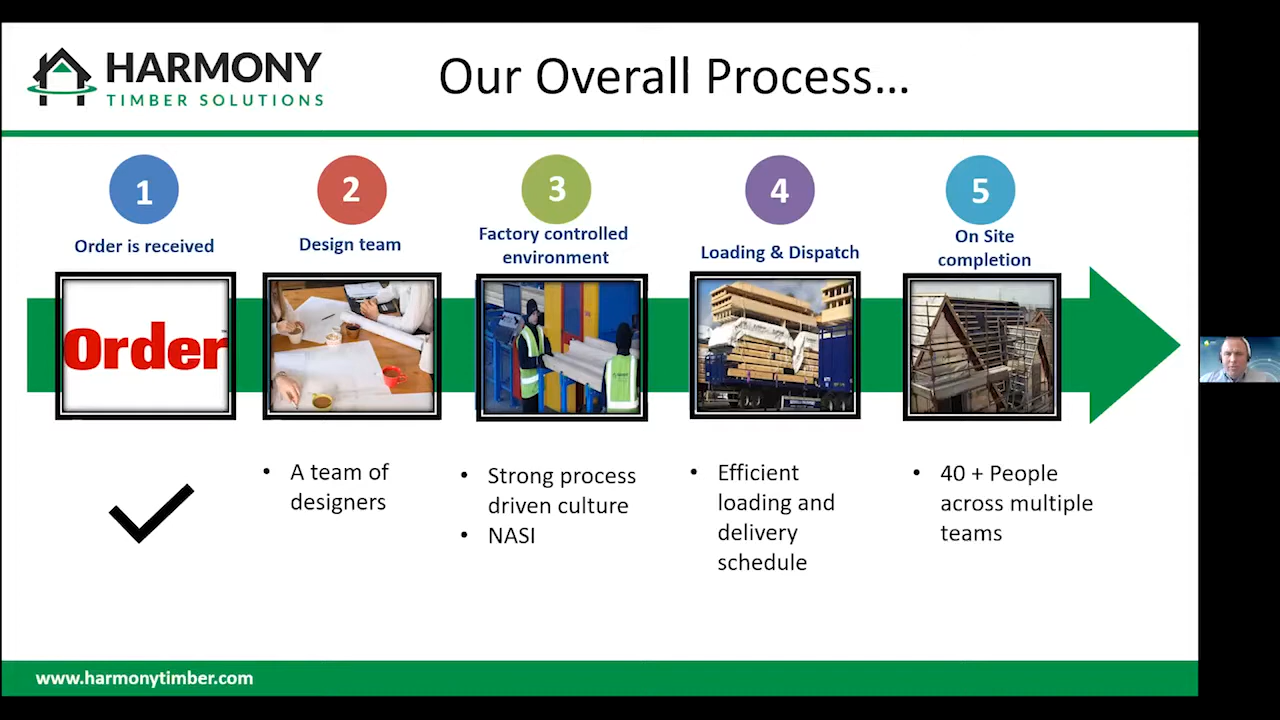 HARMONY
TIMBER SOLUTIONS
Our Overall Process...
1
Order is received
2
Design team
3
Factory controlled
environment
4
Loading & Dispatch
5
On Site
completion
Order
• A team of
designers
• Strong process
driven culture
• NASI
• Efficient
loading and
delivery
schedule
• 40 + People
across multiple
teams
www.harmonytimber.com